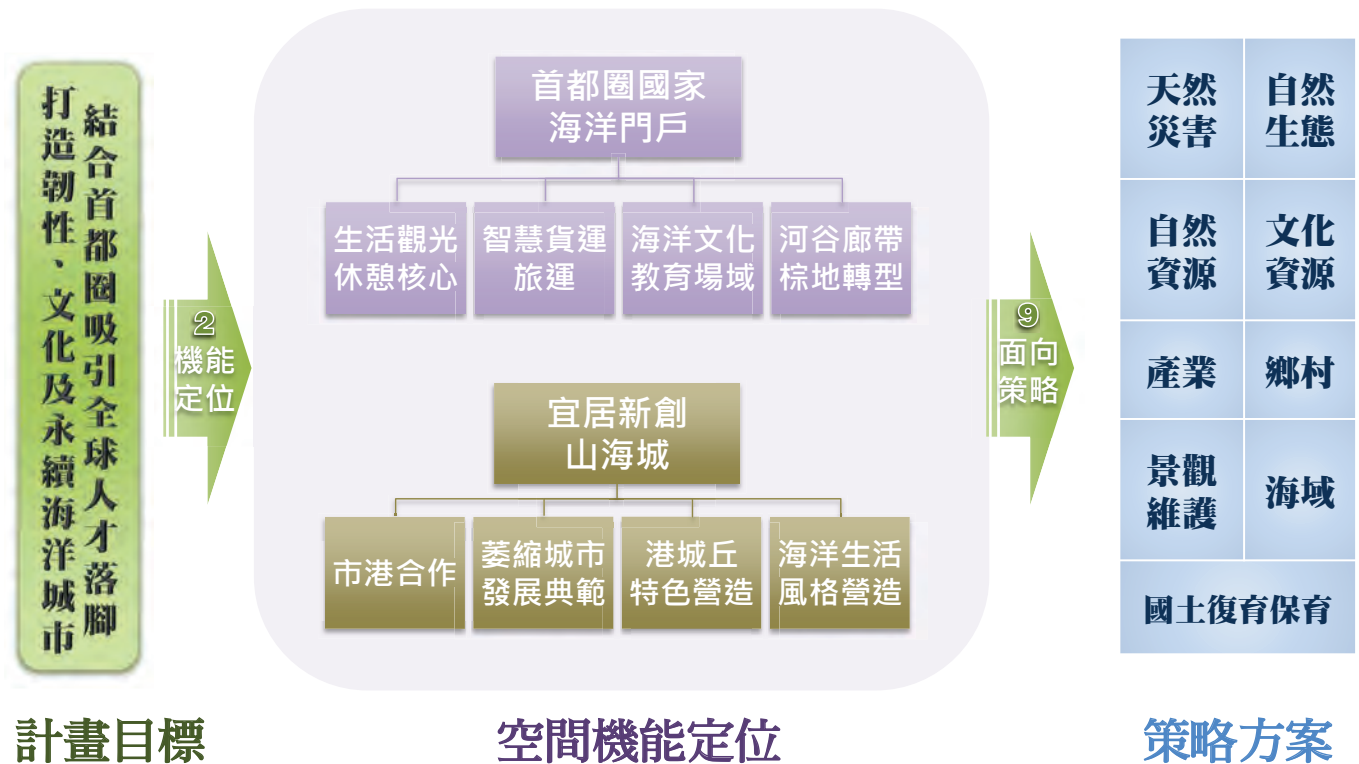 結合首都圈吸引全球人才落腳
打造韌性、文化及永續海洋城市
2
機能
定位
首都圈國家
海洋門戶
生活觀光
休憩核心
智慧貨運
旅運
海洋文化
教育場域
河谷廊帶
棕地轉型
宜居新創
山海城
市港合作
萎縮城市
發展典範
港城丘
特色營造
海洋生活
風格營造
9
面向
策略
天然
災害
自然
生態
自然
資源
文化
資源
產業
鄉村
景觀
維護
海域
國土復育保育
計畫目標
空間機能定位
策略方案